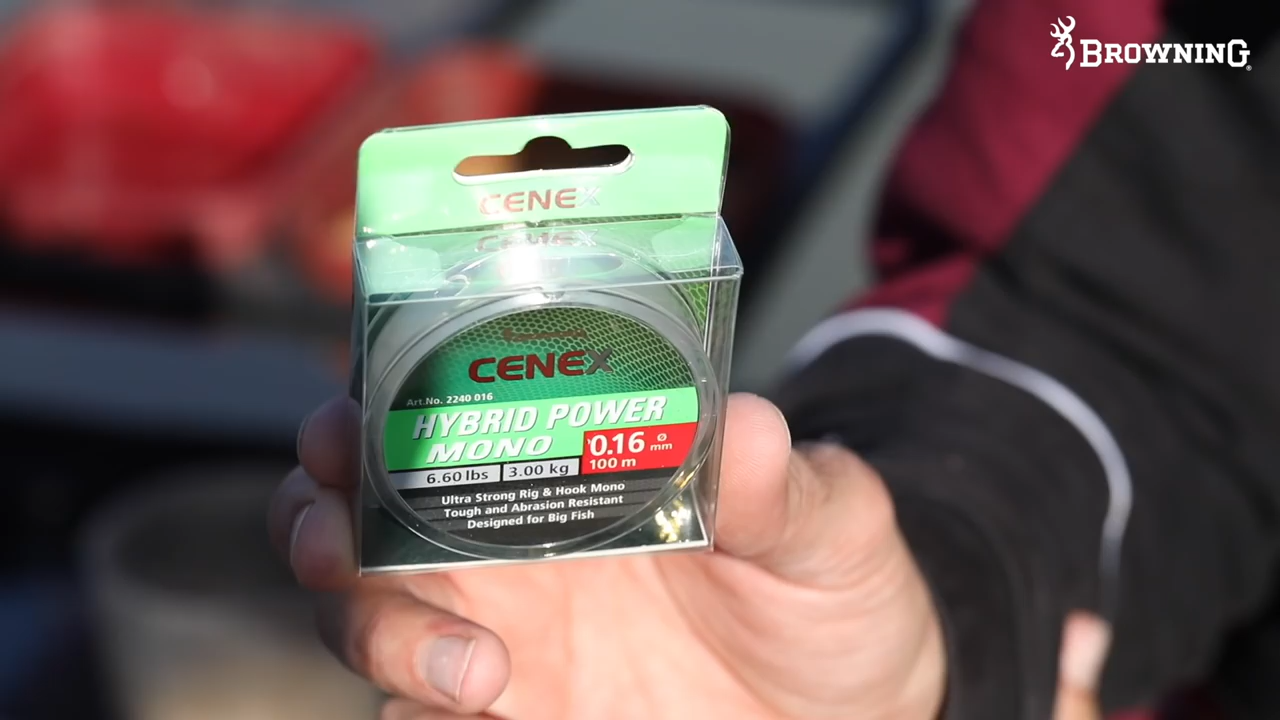 BROWNING
CENEX
CENEX
CENEX
Art.No. 2240 016
HYBRID POWER
MONO
0.16 ø mm
100 m
6.60 lbs
3.00 kg
Ultra Strong Rig & Hook Mono
Tough and Abrasion Resistant
Designed for Big Fish